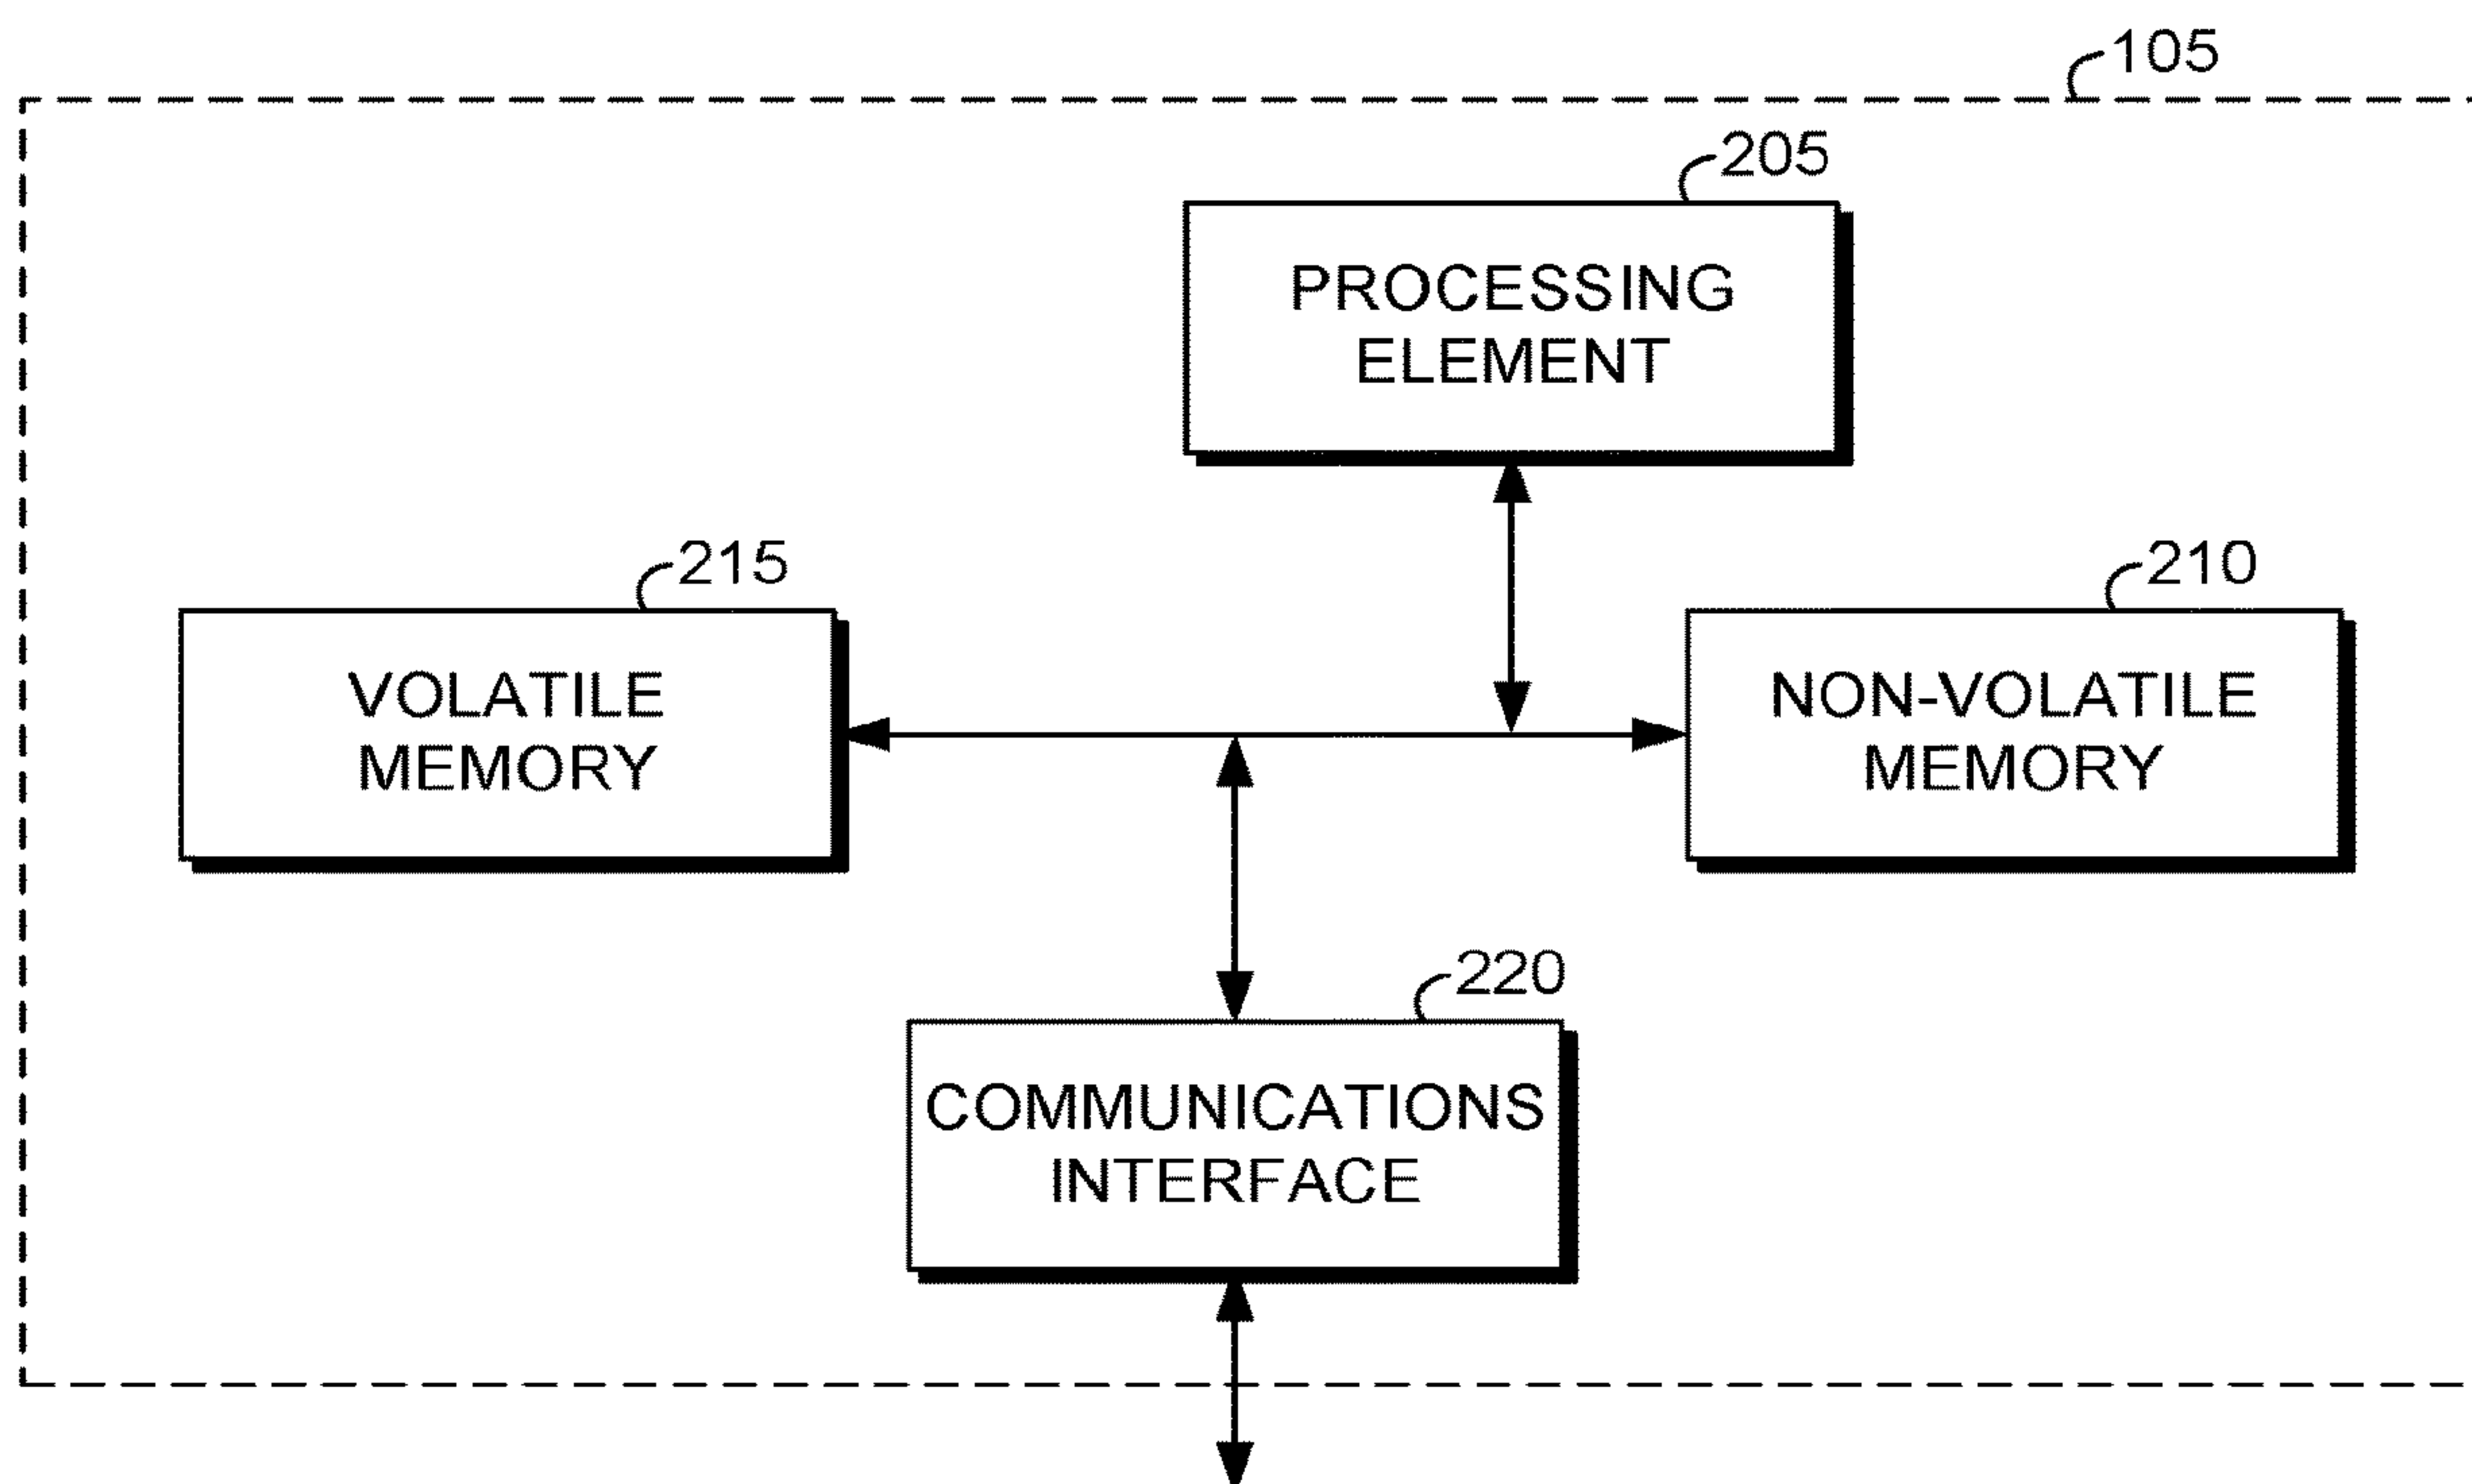 105
205
PROCESSING
ELEMENT
215
210
VOLATILE
MEMORY
NON-VOLATILE
MEMORY
220
COMMUNICATIONS
INTERFACE